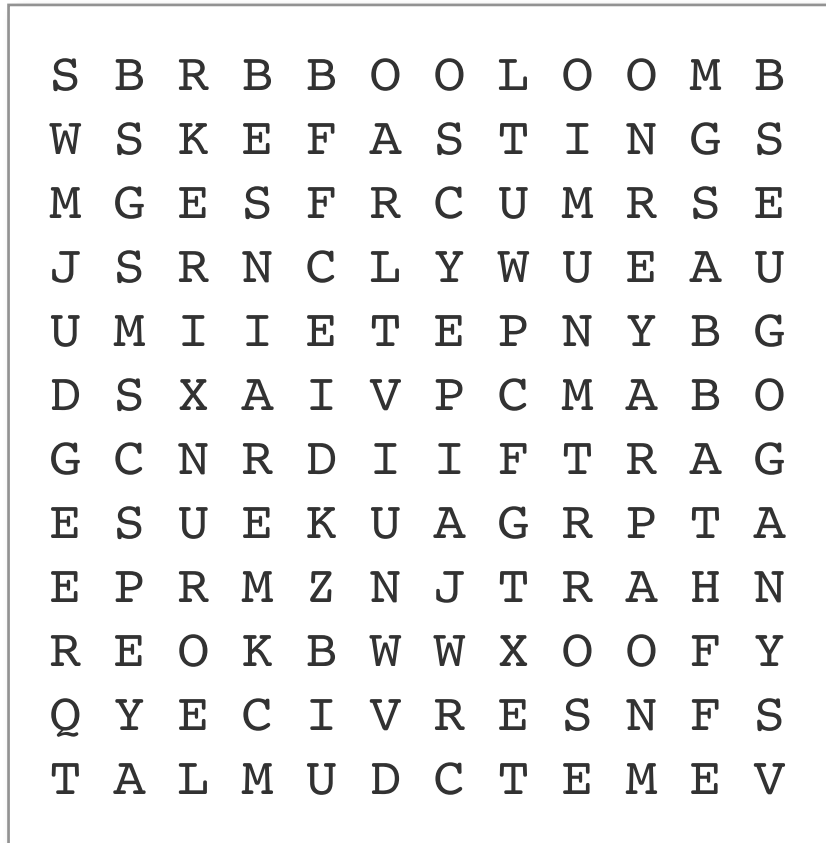 S B R B B O O L O O M B
W S K E F A S T I N G S
M G E S F R C U M R S E
J S R N C L Y W U E A U
U M I I E T E P N Y B G
D S X A I V P C M A B O
G C N R D I I F T R A G
E S U E K U A G R P T A
E P R M Z N J T R A H N
R E O K B W W X O O F Y
Q Y E C I V R E S N F S
T A L M U D C T E M E V